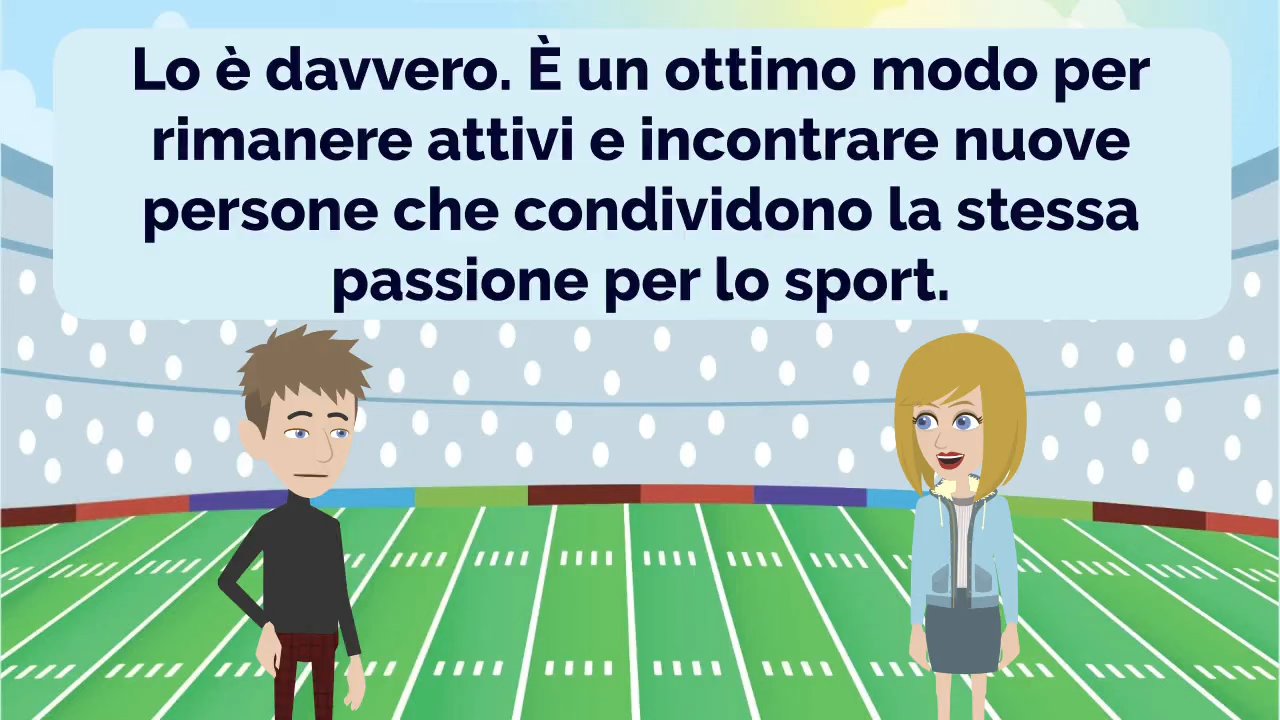 Lo è davvero. È un ottimo modo per
rimanere attivi e incontrare nuove
persone che condividono la stessa
passione per lo sport.